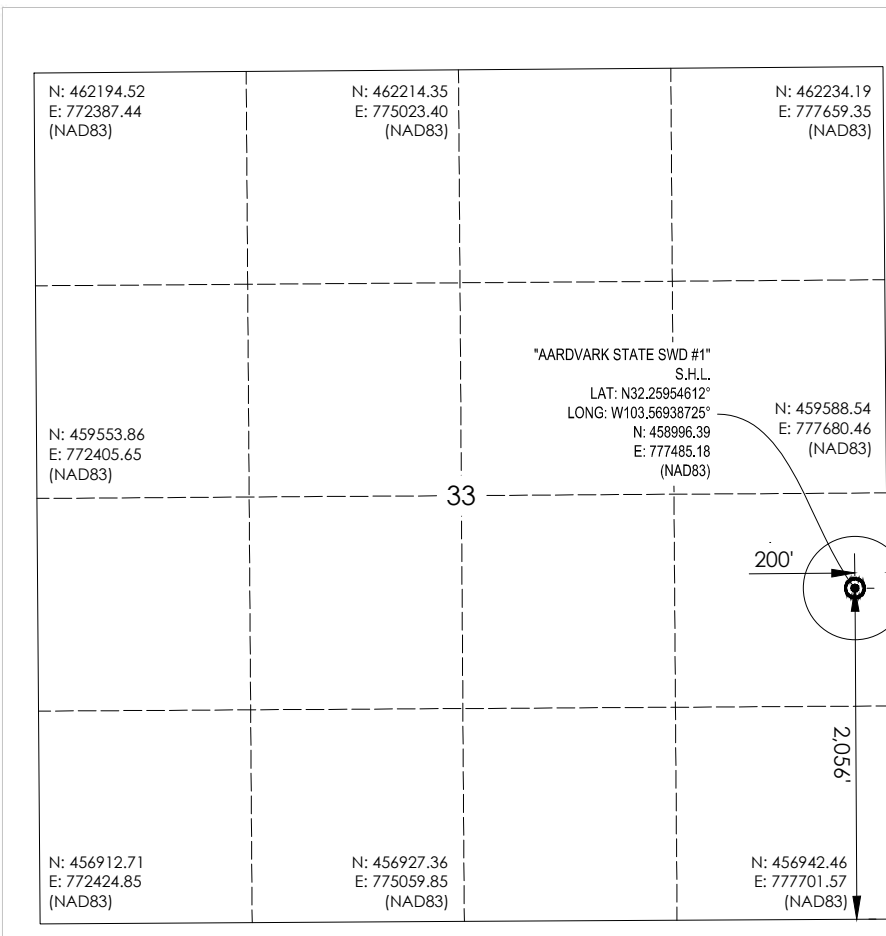 N: 462194.52
E: 772387.44
(NAD83)
N: 462214.35
E: 775023.40
(NAD83)
N: 462234.19
E: 777659.35
(NAD83)
"AARDVARK STATE SWD #1"
S.H.L.
LAT: N32.25954612°
LONG: W103.56938725°
N: 458996.39
E: 777485.18
(NAD83)
N: 459588.54
E: 777680.46
(NAD83)
N: 459553.86
E: 772405.65
(NAD83)
33
200'
2,056'
N: 456912.71
E: 772424.85
(NAD83)
N: 456927.36
E: 775059.85
(NAD83)
N: 456942.46
E: 777701.57
(NAD83)